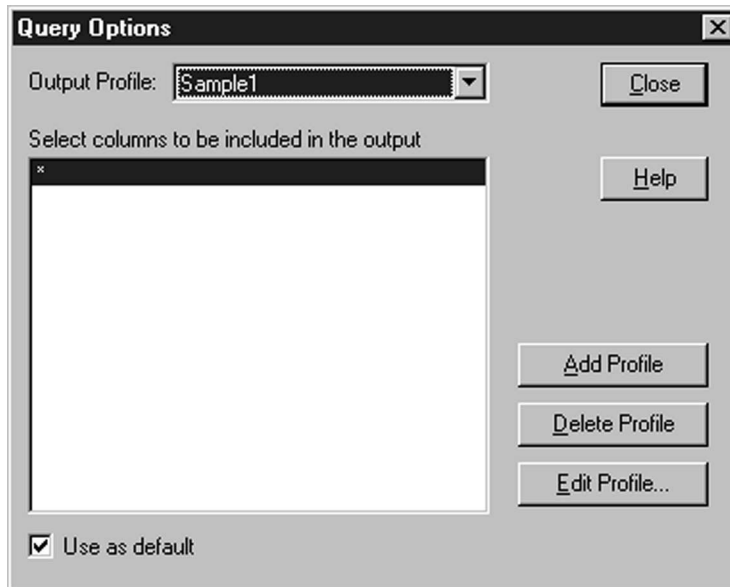 Query Options
Output Profile: Sample1 Close
Select columns to be included in the output
*
Help
Add Profile
Delete Profile
Edit Profile...
Use as default